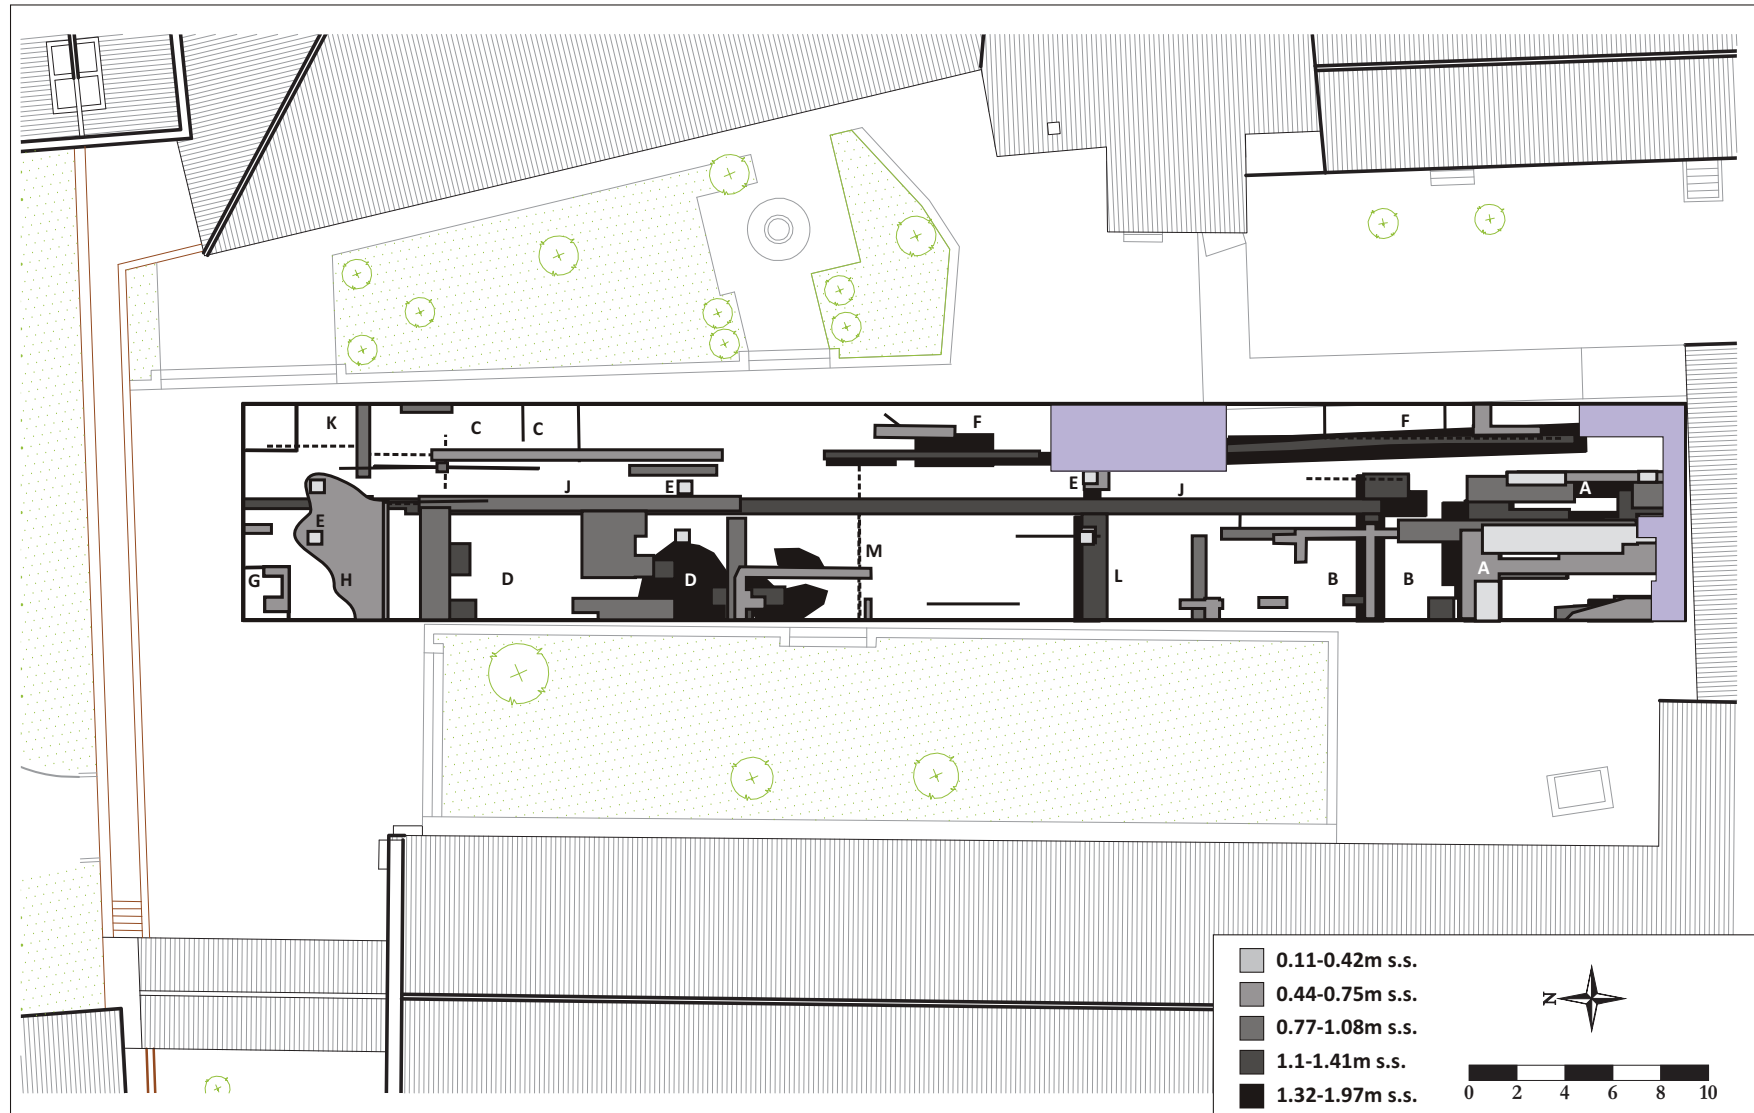 K
C
C
F
F
J
E
E
J
A
E
M
G
H
D
D
L
B
B
A
0.11-0.42m s.s.
0.44-0.75m s.s.
0.77-1.08m s.s.
1.1-1.41m s.s.
1.32-1.97m s.s.
N
0 2 4 6 8 10